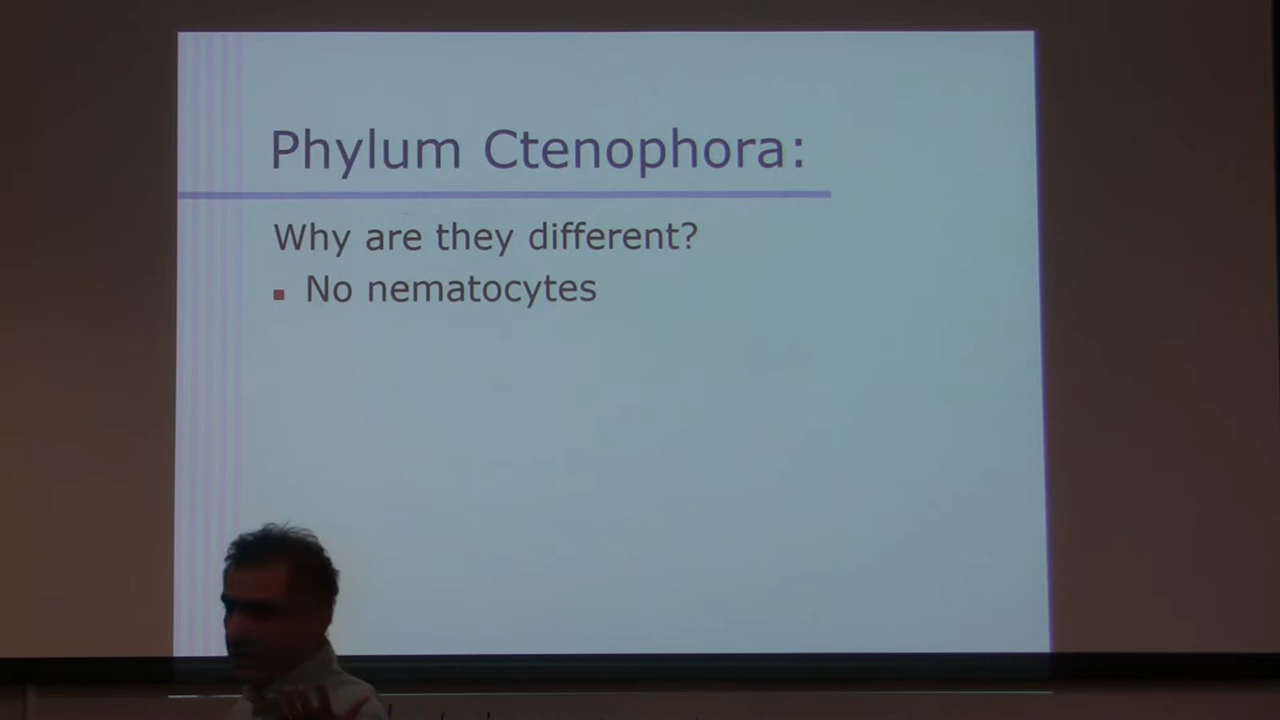 Phylum Ctenophora:
Why are they different?
No nematocytes